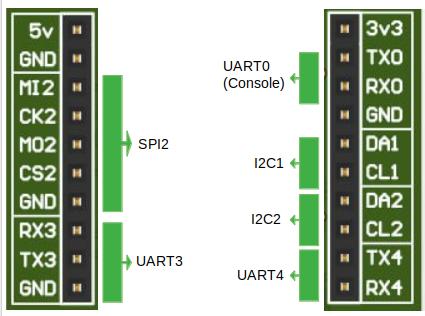 5v
GND
MI2
CK2
MO2
CS2
GND
RX3
TX3
GND
SPI2
UART3
UART0
(Console)
I2C1
I2C2
UART4
3v3
TX0
RX0
GND
DA1
CL1
DA2
CL2
TX4
RX4